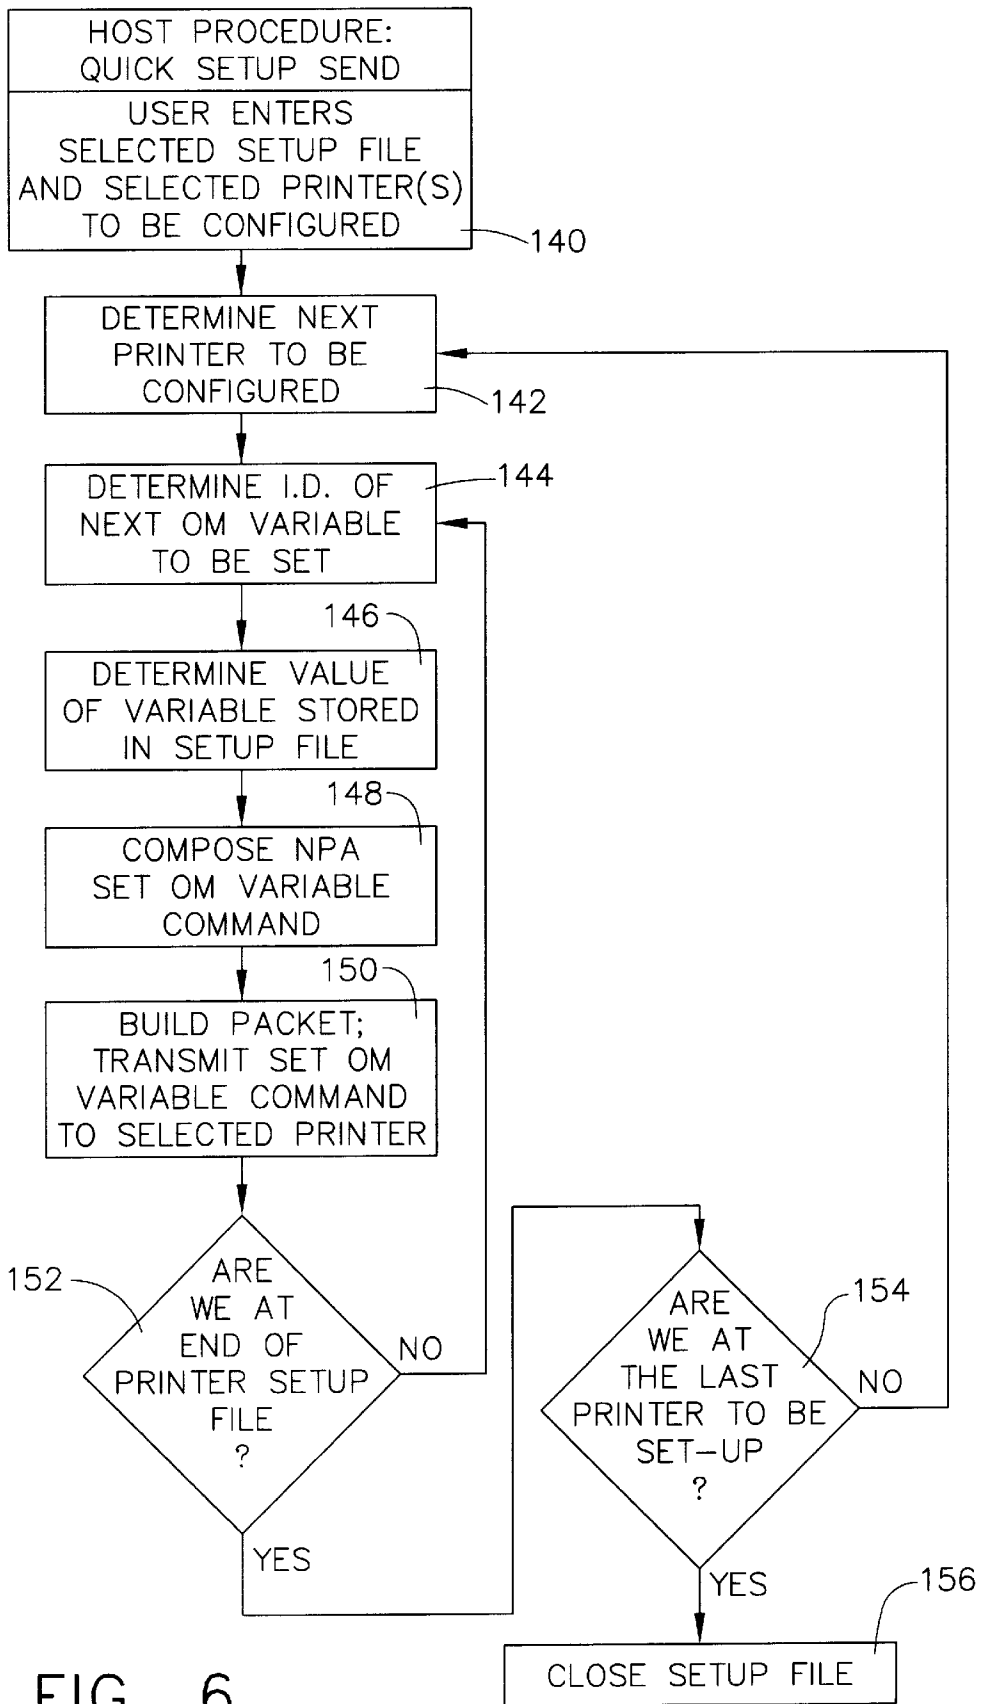 HOST PROCEDURE:
QUICK SETUP SEND
USER ENTERS
SELECTED SETUP FILE
AND SELECTED PRINTER(S)
TO BE CONFIGURED
140
DETERMINE NEXT
PRINTER TO BE
CONFIGURED
142
DETERMINE I.D. OF
NEXT OM VARIABLE
TO BE SET
144
146
DETERMINE VALUE
OF VARIABLE STORED
IN SETUP FILE
148
COMPOSE NPA
SET OM VARIABLE
COMMAND
150
BUILD PACKET;
TRANSMIT SET OM
VARIABLE COMMAND
TO SELECTED PRINTER
152
ARE
WE AT
END OF
PRINTER SETUP
FILE
?
NO
YES
154
ARE
WE AT
THE LAST
PRINTER TO BE
SET-UP
?
NO
YES
156
CLOSE SETUP FILE
FIG. 6